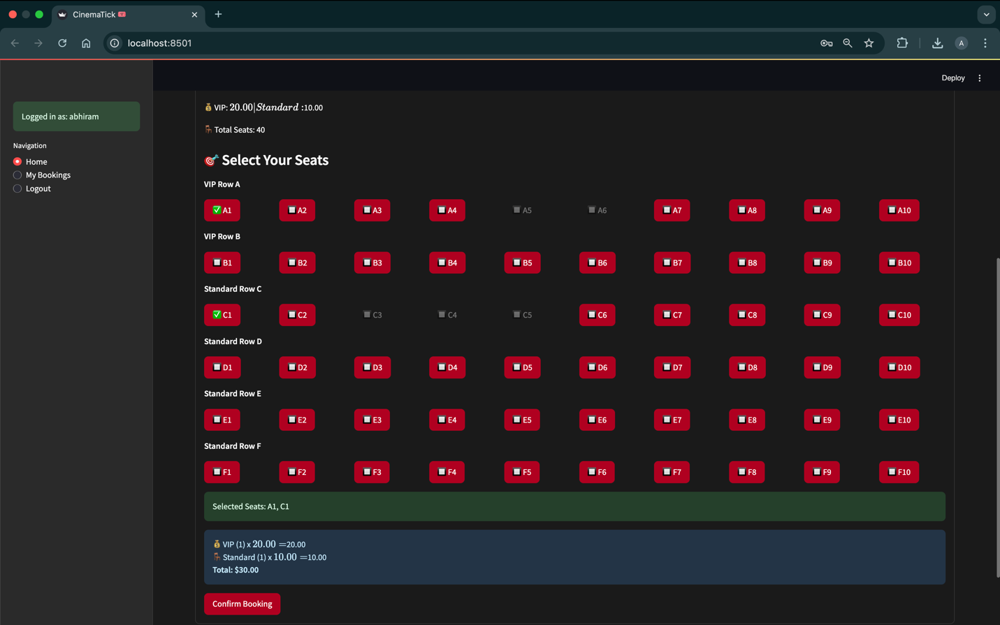 CinemaTick
localhost:8501
A
Deploy
Logged in as: abhiram
Navigation
Home
My Bookings
Logout
💰 VIP: 20.00|Standard :10.00
🪑 Total Seats: 40
🎯 Select Your Seats
VIP Row A
✅ A1 🔲 A2 🔲 A3 🔲 A4 🔲 A5 🔲 A6 🔲 A7 🔲 A8 🔲 A9 🔲 A10
VIP Row B
🔲 B1 🔲 B2 🔲 B3 🔲 B4 🔲 B5 🔲 B6 🔲 B7 🔲 B8 🔲 B9 🔲 B10
Standard Row C
✅ C1 🔲 C2 🔲 C3 🔲 C4 🔲 C5 🔲 C6 🔲 C7 🔲 C8 🔲 C9 🔲 C10
Standard Row D
🔲 D1 🔲 D2 🔲 D3 🔲 D4 🔲 D5 🔲 D6 🔲 D7 🔲 D8 🔲 D9 🔲 D10
Standard Row E
🔲 E1 🔲 E2 🔲 E3 🔲 E4 🔲 E5 🔲 E6 🔲 E7 🔲 E8 🔲 E9 🔲 E10
Standard Row F
🔲 F1 🔲 F2 🔲 F3 🔲 F4 🔲 F5 🔲 F6 🔲 F7 🔲 F8 🔲 F9 🔲 F10
Selected Seats: A1, C1
💰 VIP (1) x 20.00 =20.00
🪑 Standard (1) x 10.00 =10.00
Total: $30.00
Confirm Booking